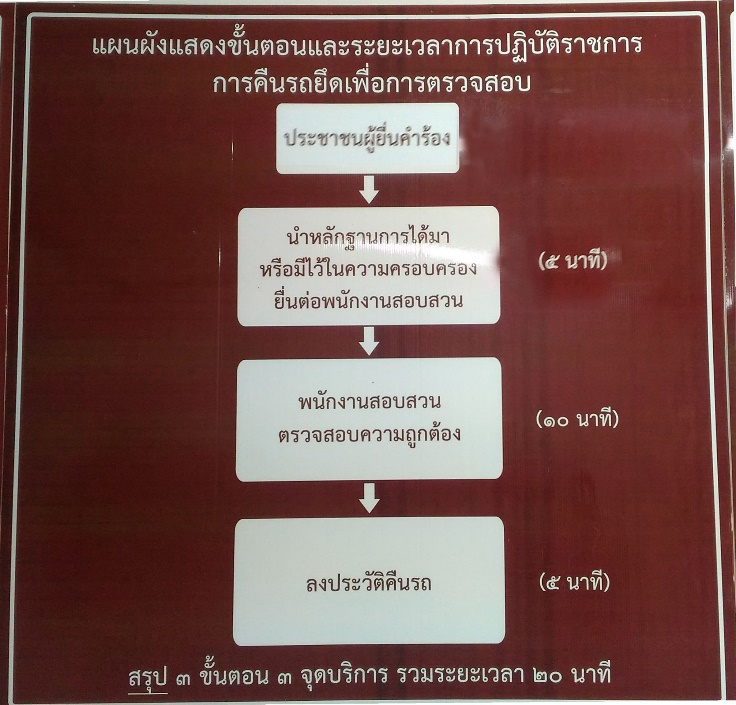 แผนผังแสดงขั้นตอนและระยะเวลาการปฏิบัติราชการ
การคืนรถยึดเพื่อการตรวจสอบ
ประชาชนผู้ยื่นคำร้อง
นำหลักฐานการได้มา
หรือมีไว้ในความครอบครอง
ยื่นต่อพนักงานสอบสวน
(๕ นาที)
พนักงานสอบสวน
ตรวจสอบความถูกต้อง
(๑๐ นาที)
ลงประวัติคืนรถ
(๕ นาที)
สรุป ๓ ขั้นตอน ๓ จุดบริการ รวมระยะเวลา ๒๐ นาที